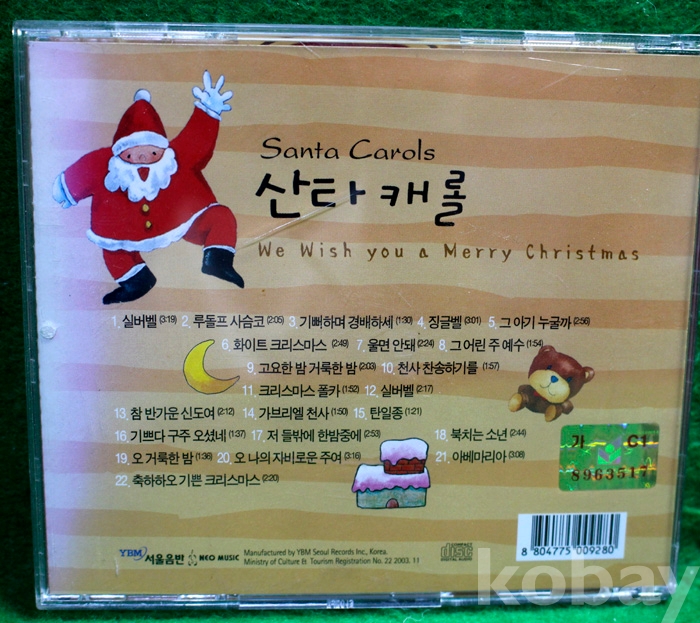 Santa Carols
산타 캐롤
We Wish you a Merry Christmas
1. 실버벨 (3:19) 2. 루돌프 사슴코 (2:05) 3. 기뻐하며 경배하세 (1:30) 4. 징글벨 (3:01) 5. 그 아기 누굴까 (2:56)
6. 화이트 크리스마스 (2:49) 7. 울면 안돼 (2:24) 8. 그 어린 주 예수 (1:54)
9. 고요한 밤 거룩한 밤 (2:03) 10. 천사 찬송하기를 (1:57)
11. 크리스마스 폴카 (1:52) 12. 실버벨 (2:17)
13. 참 반가운 신도여 (2:12) 14. 가브리엘 천사 (1:50) 15. 탄일종 (1:21)
16. 기쁘다 구주 오셨네 (1:37) 17. 저 들밖에 한밤중에 (2:53) 18. 북치는 소년 (2:44)
19. 오 거룩한 밤 (1:36) 20. 오 나의 자비로운 주여 (3:16) 21. 아베마리아 (3:08)
22. 축하하오 기쁜 크리스마스 (2:20)
가 C1
8963517
YBM 서울음반 NEO MUSIC
Manufactured by YBM Seoul Records Inc., Korea.
Ministry of Culture & Tourism Registration No. 22 2003. 11
COMPACT disc DIGITAL AUDIO
8 804775 009280
kobay